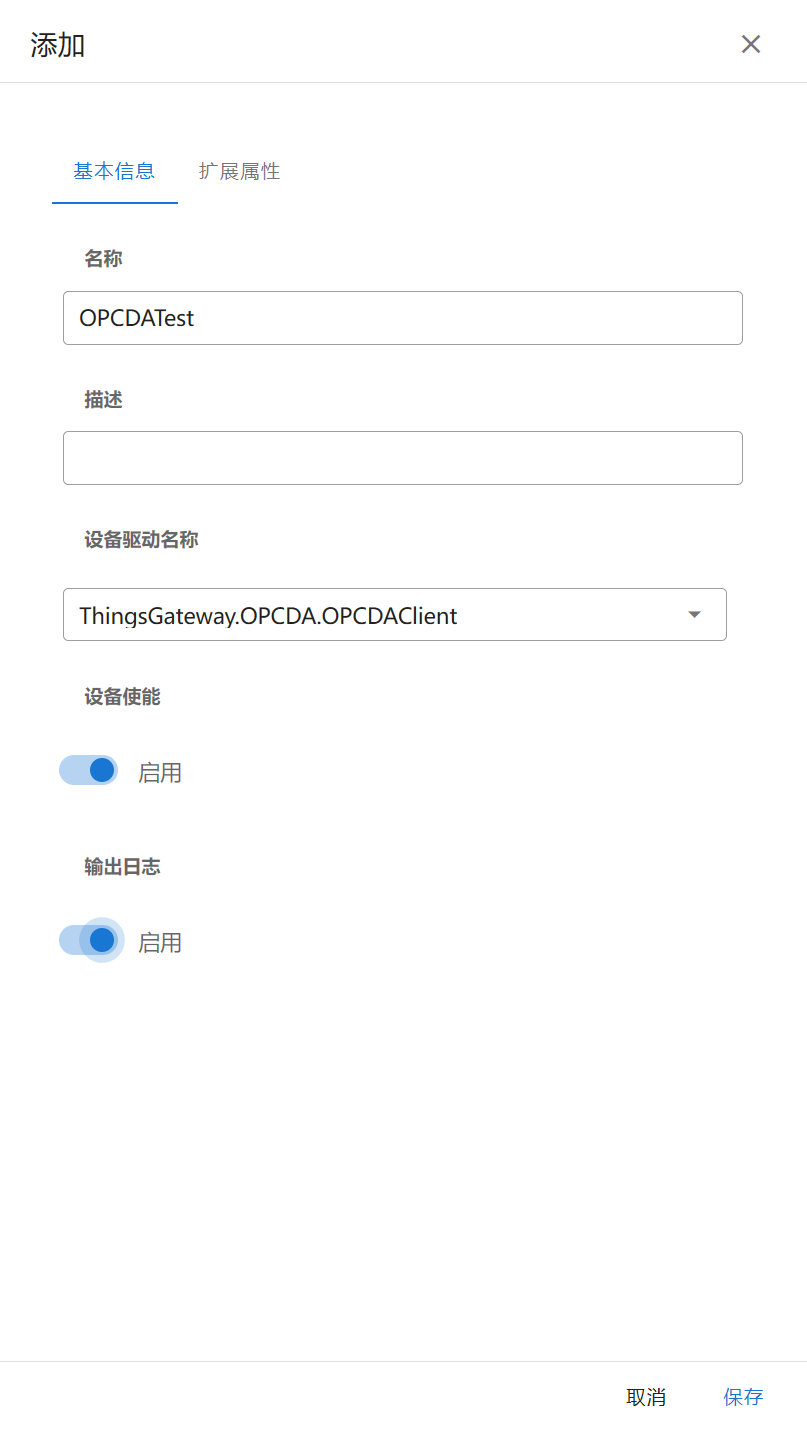 添加
基本信息 扩展属性
名称
OPCDATest
描述
设备驱动名称
ThingsGateway.OPCDA.OPCDAClient
设备使能
启用
输出日志
启用
取消 保存